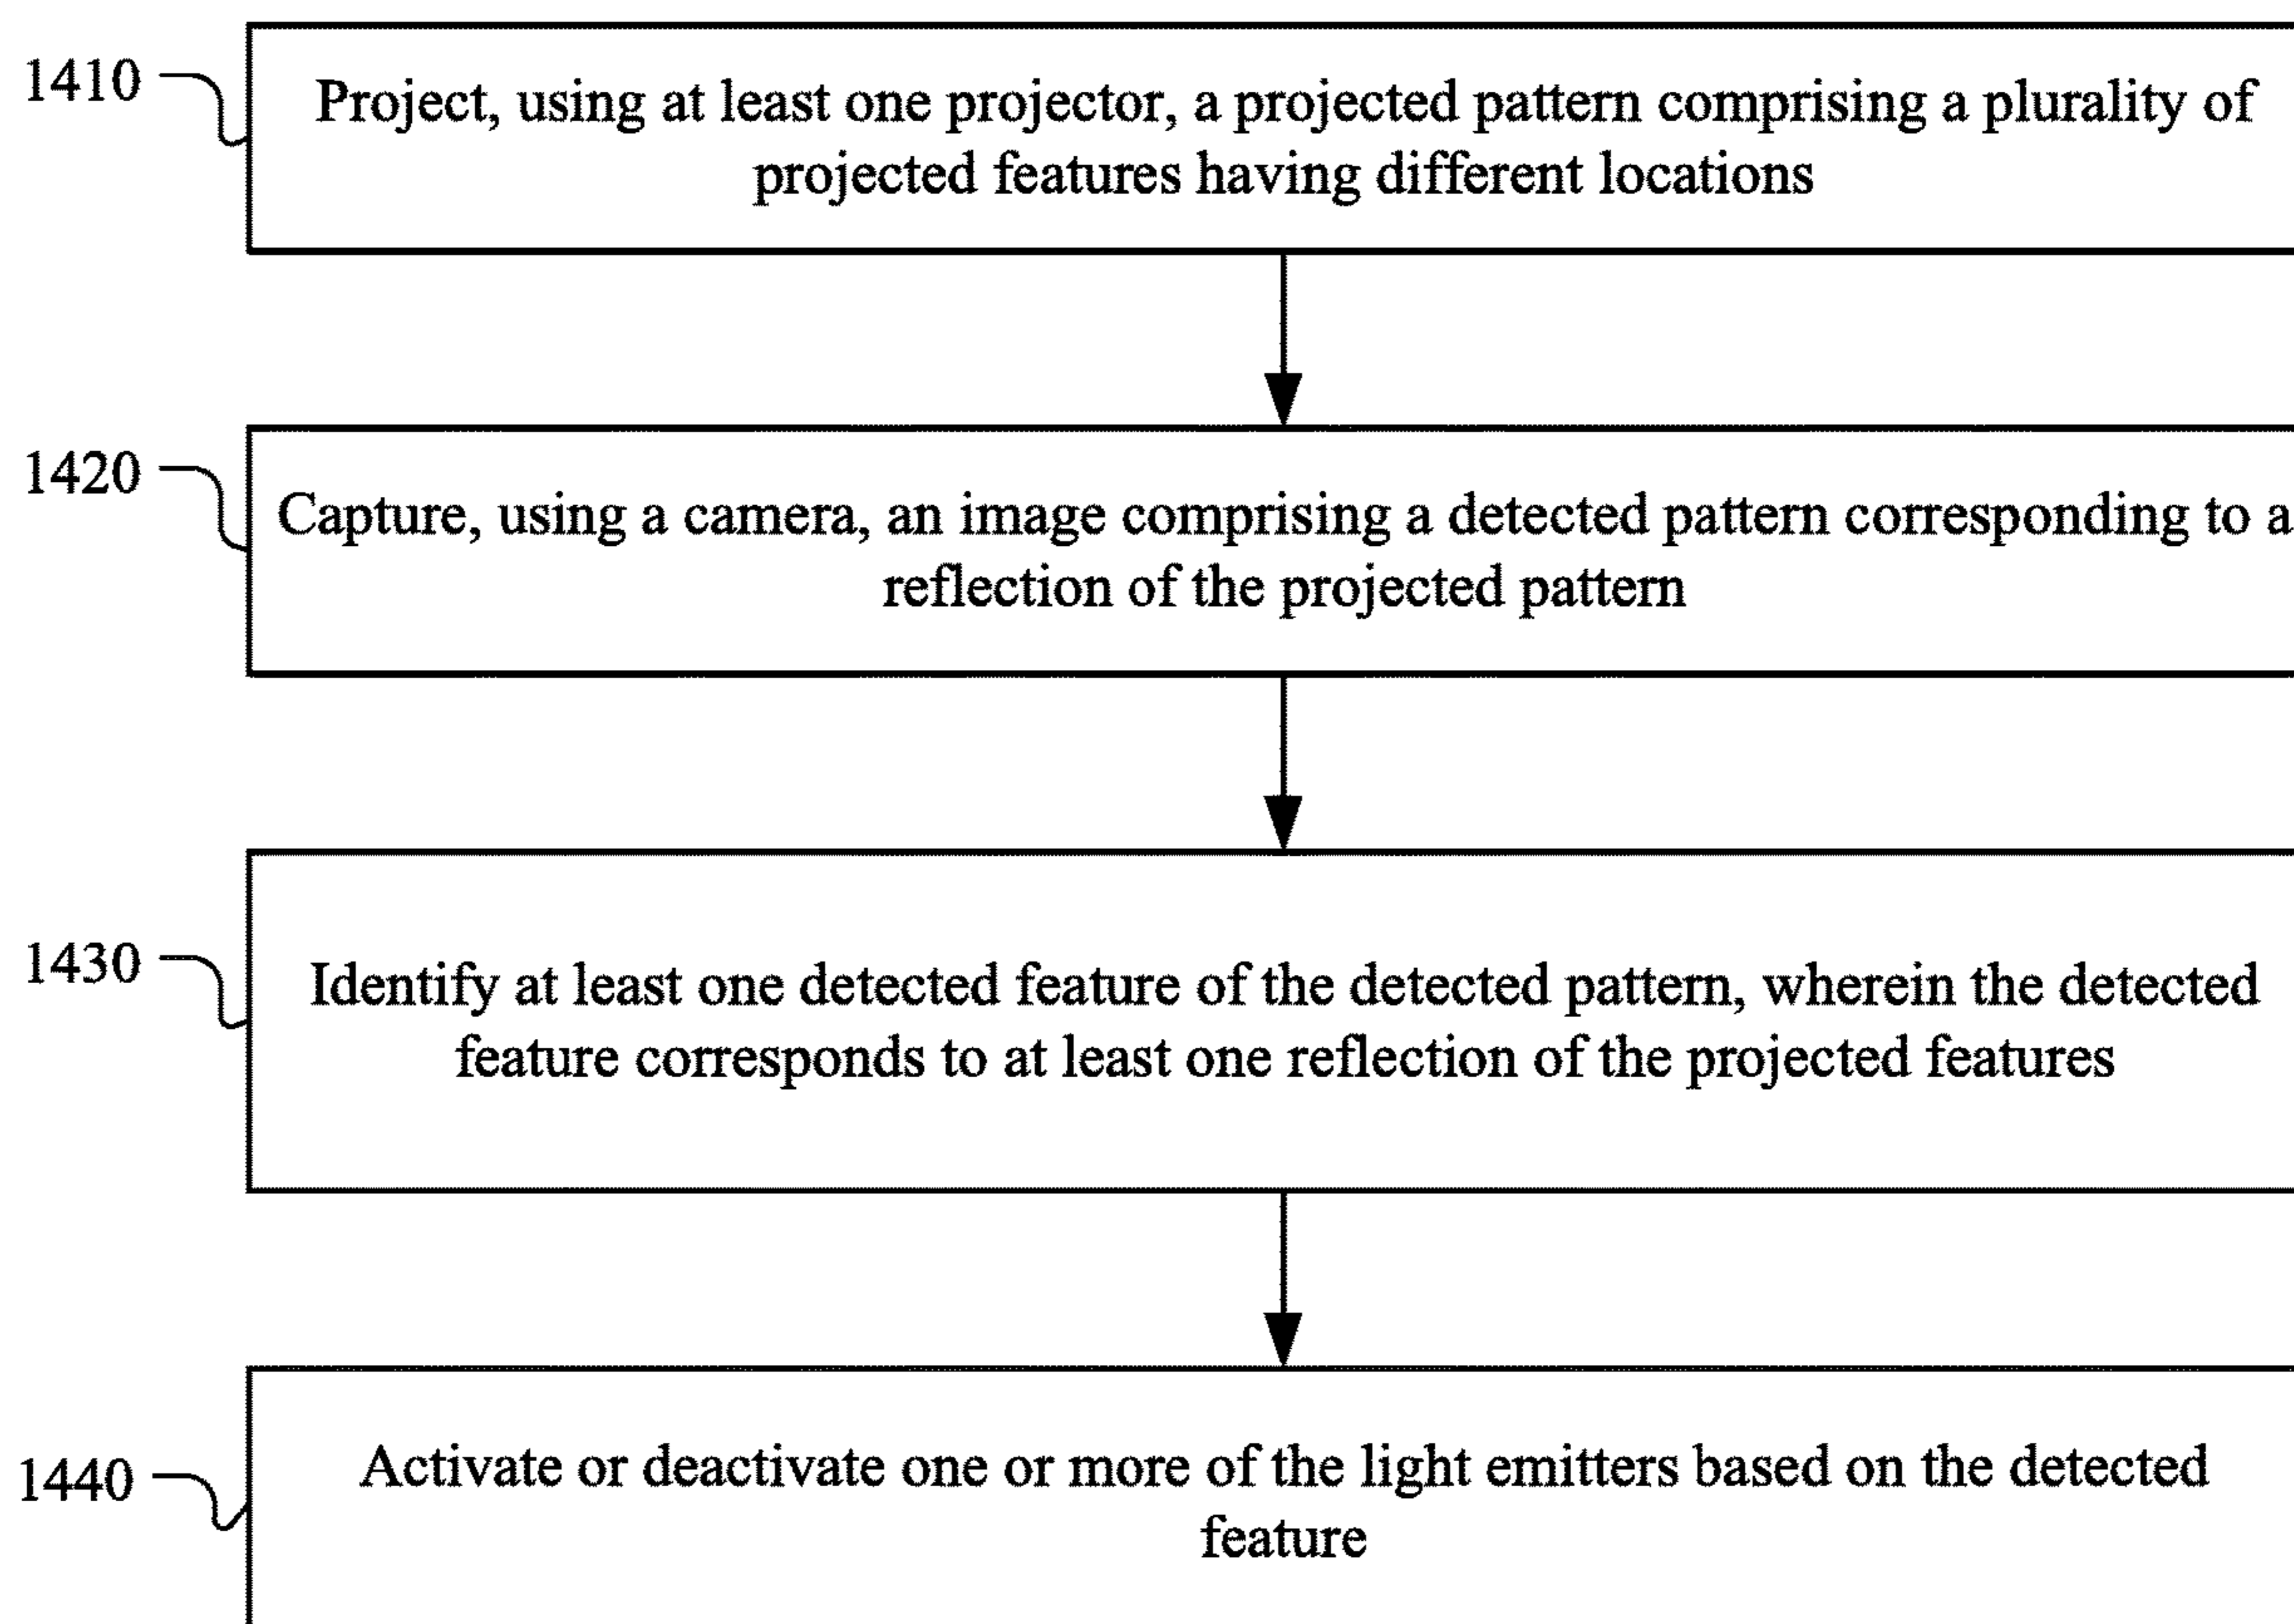 1410
Project, using at least one projector, a projected pattern comprising a plurality of
projected features having different locations
1420
Capture, using a camera, an image comprising a detected pattern corresponding to a
reflection of the projected pattern
1430
Identify at least one detected feature of the detected pattern, wherein the detected
feature corresponds to at least one reflection of the projected features
1440
Activate or deactivate one or more of the light emitters based on the detected
feature